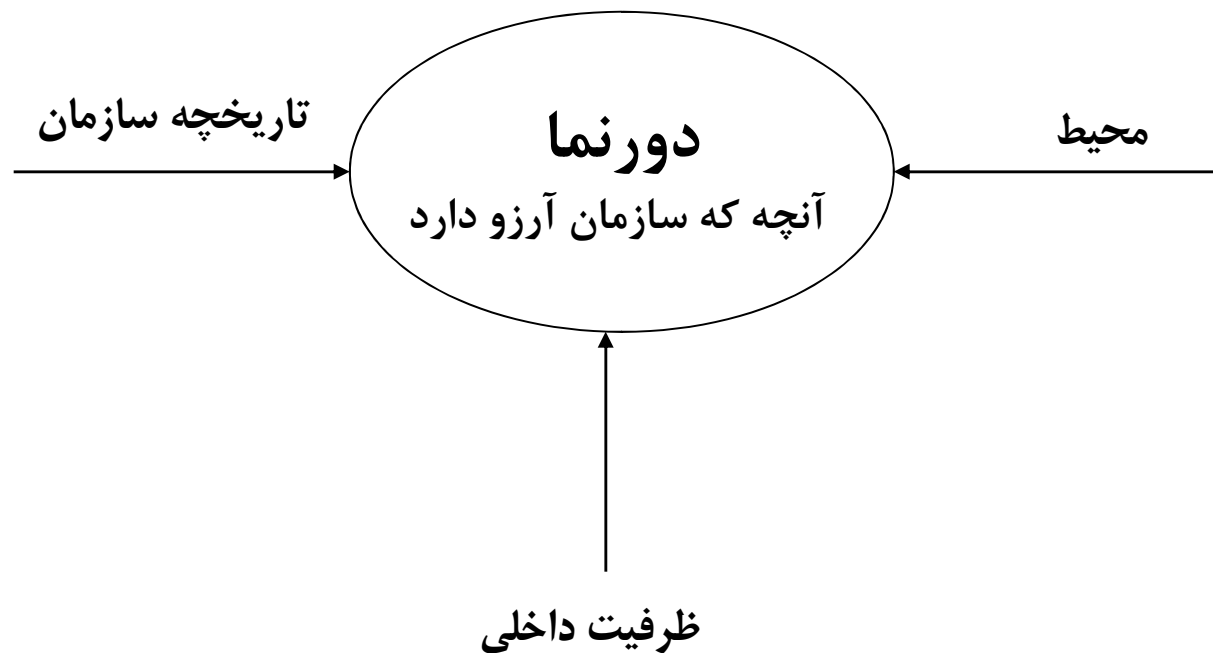 دورنما
آنچه که سازمان آرزو دارد
محیط
تاریخچه سازمان
ظرفیت داخلی